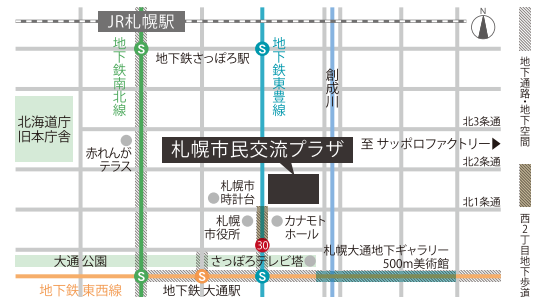 JR札幌駅
N
S
S
地下鉄さっぽろ駅
地下鉄南北線
地下鉄東豊線
創成川
地下通路・地下空間
北海道庁
旧本庁舎
北3条通
赤れんが
テラス
札幌市民交流プラザ
至 サッポロファクトリー
北2条通
札幌市
時計台
北1条通
札幌
市役所
カナモト
ホール
西2丁目地下歩道
30
大通公園
さっぽろテレビ塔
札幌大通地下ギャラリー
500m美術館
S
S
S
地下鉄東西線
地下鉄大通駅